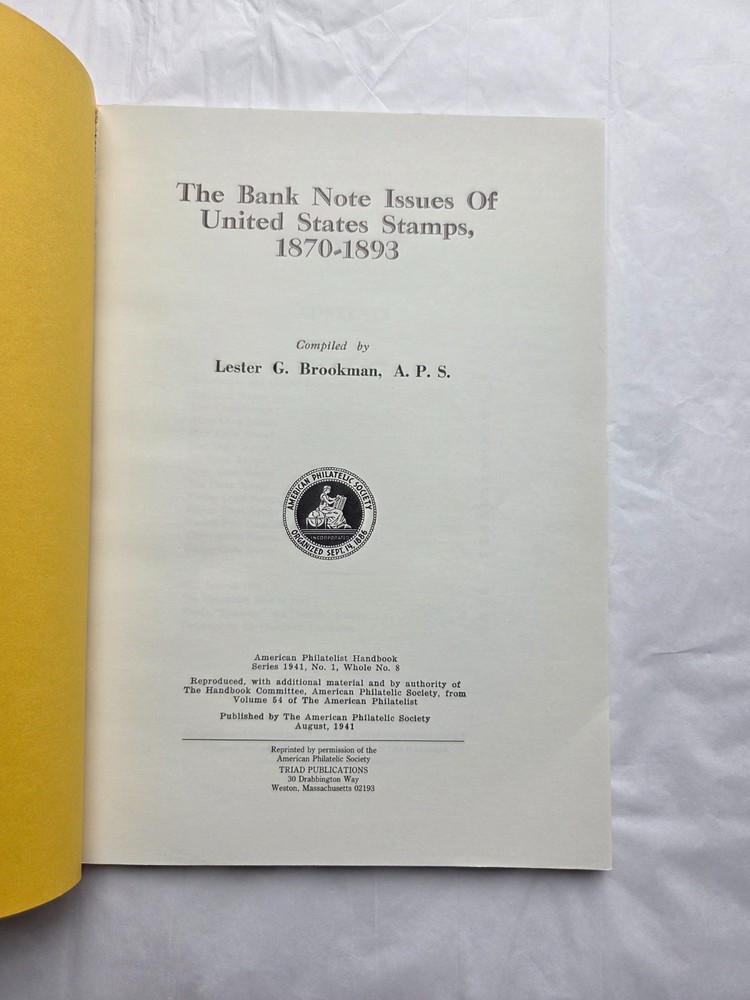 The Bank Note Issues Of
United States Stamps,
1870-1893
Compiled by
Lester G. Brookman, A. P. S.
AMERICAN PHILATELIC SOCIETY
INCORPORATED
ORGANIZED SEPT. 14, 1886
American Philatelist Handbook
Series 1941, No. 1, Whole No. 8
Reproduced, with additional material and by authority of
The Handbook Committee, American Philatelic Society, from
Volume 54 of The American Philatelist
Published by The American Philatelic Society
August, 1941
Reprinted by permission of the
American Philatelic Society
TRIAD PUBLICATIONS
30 Drabbington Way
Weston, Massachusetts 02193